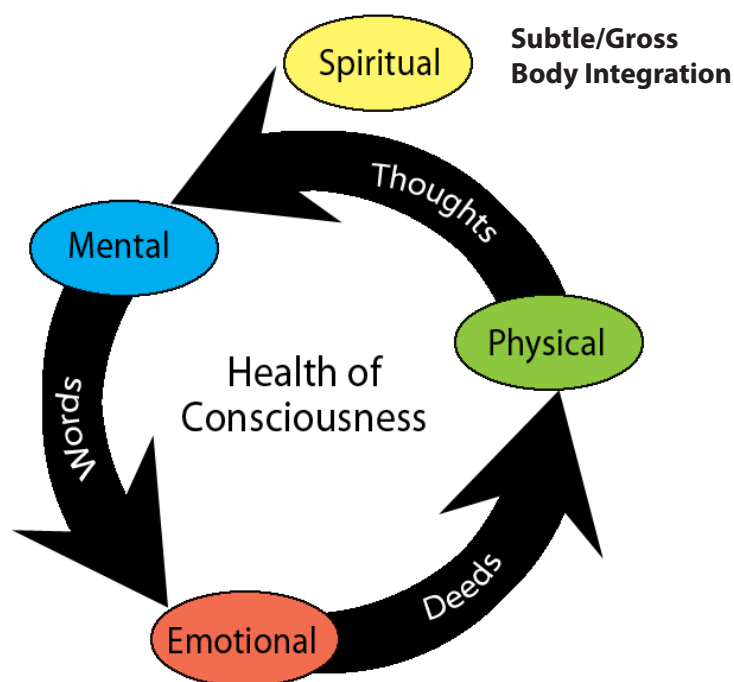 Spiritual
Subtle/Gross
Body Integration
Thoughts
Mental
Physical
Health of
Consciousness
Words
Deeds
Emotional